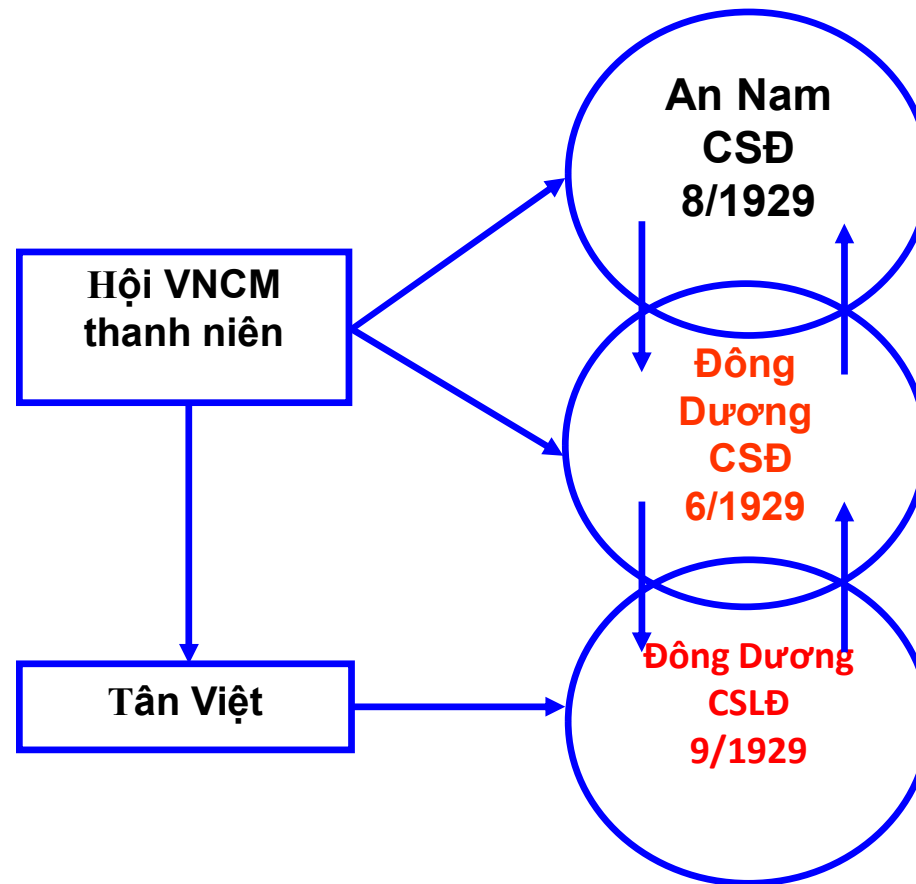 An Nam
CSĐ
8/1929
Hội VNCM
thanh niên
Đông
Dương
CSĐ
6/1929
Tân Việt
Đông Dương
CSLĐ
9/1929